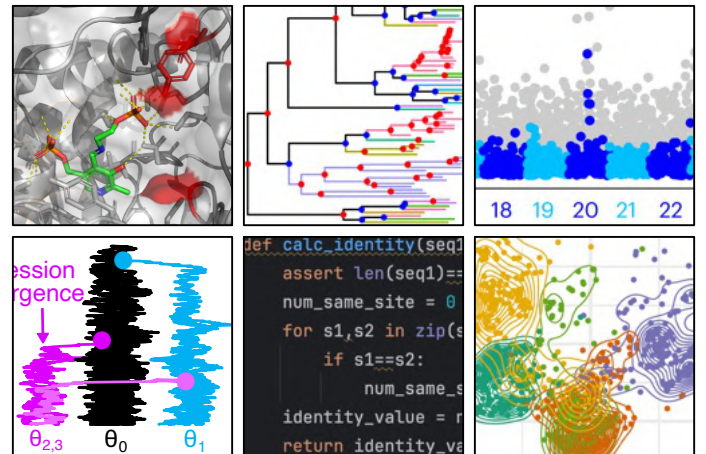 18 19 20 21 22
ession
rgence
θ2,3 θ0 θ1
def calc_identity(seq1
assert len(seq1)==
num_same_site = 0
for s1,s2 in zip(s
if s1==s2:
num_same_s
identity_value =
return identity_va